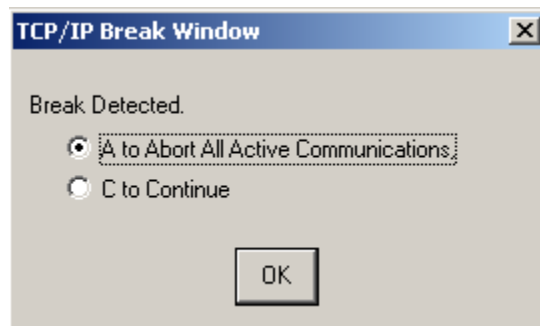 TCP/IP Break Window
Break Detected.
A to Abort All Active Communications,
C to Continue
OK